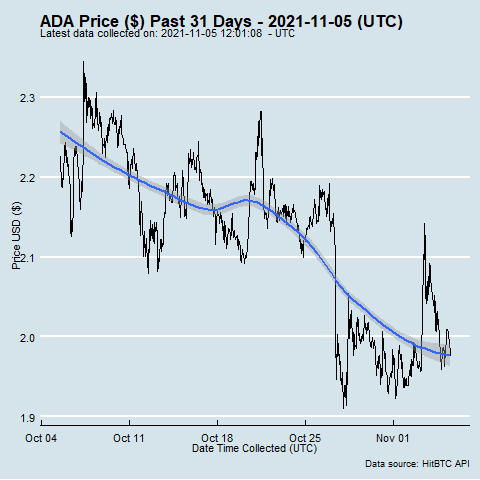 ADA Price ($) Past 31 Days - 2021-11-05 (UTC)
Latest data collected on: 2021-11-05 12:01:08 - UTC
2.3
2.2
2.1
2.0
1.9
Price USD ($)
Oct 04 Oct 11 Oct 18 Oct 25 Nov 01
Date Time Collected (UTC)
Data source: HitBTC API